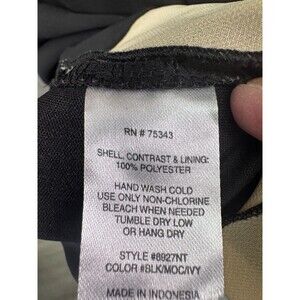 RN # 75343
SHELL, CONTRAST & LINING:
100% POLYESTER
HAND WASH COLD
USE ONLY NON-CHLORINE
BLEACH WHEN NEEDED
TUMBLE DRY LOW
OR HANG DRY
STYLE #8927NT
COLOR #BLK/MOC/IVY
MADE IN INDONESIA